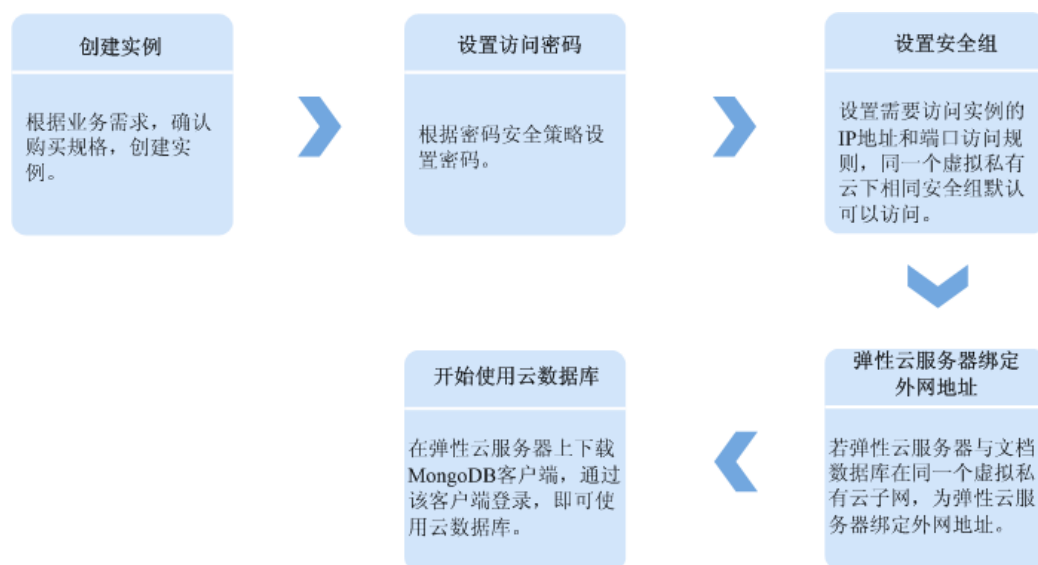 创建实例
根据业务需求，确认
购买规格，创建实
例。
设置访问密码
根据密码安全策略设
置密码。
设置安全组
设置需要访问实例的
IP地址和端口访问规
则，同一个虚拟私有
云下相同安全组默认
可以访问。
弹性云服务器绑定
外网地址
若弹性云服务器与文档
数据库在同一个虚拟私
有云子网，为弹性云服
务器绑定外网地址。
开始使用云数据库
在弹性云服务器上下载
MongoDB客户端，通过
该客户端登录，即可使
用云数据库。